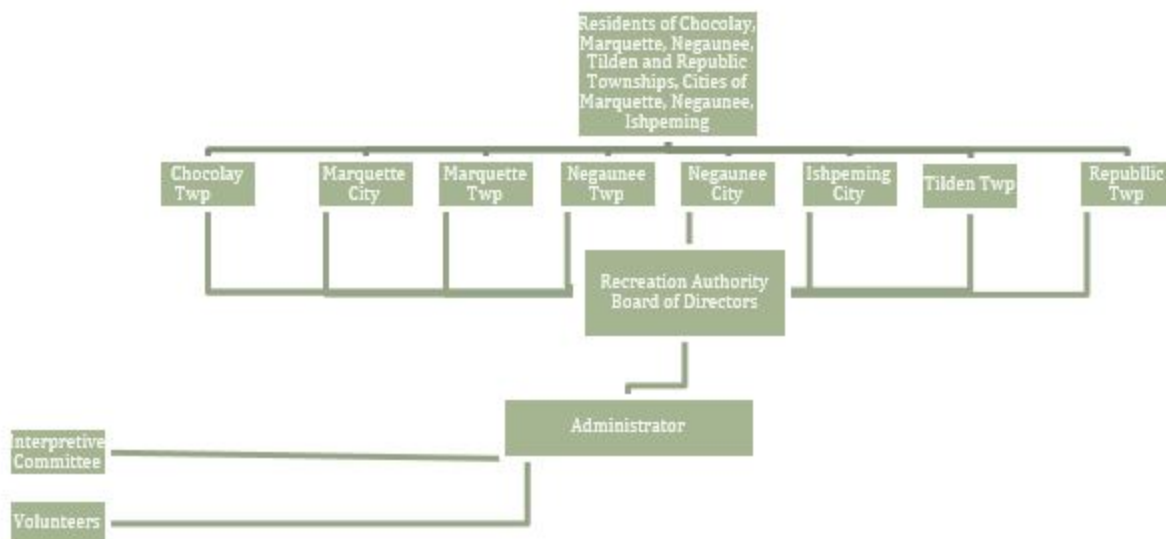 Residents of Chocolay,
Marquette, Negaunee,
Tilden and Republic
Townships, Cities of
Marquette, Negaunee,
Ishpeming
Chocolay
Twp
Marquette
City
Marquette
Twp
Negaunee
Twp
Negaunee
City
Ishpeming
City
Tilden Twp
Republlic
Twp
Recreation Authority
Board of Directors
Administrator
Interpretive
Committee
Volunteers